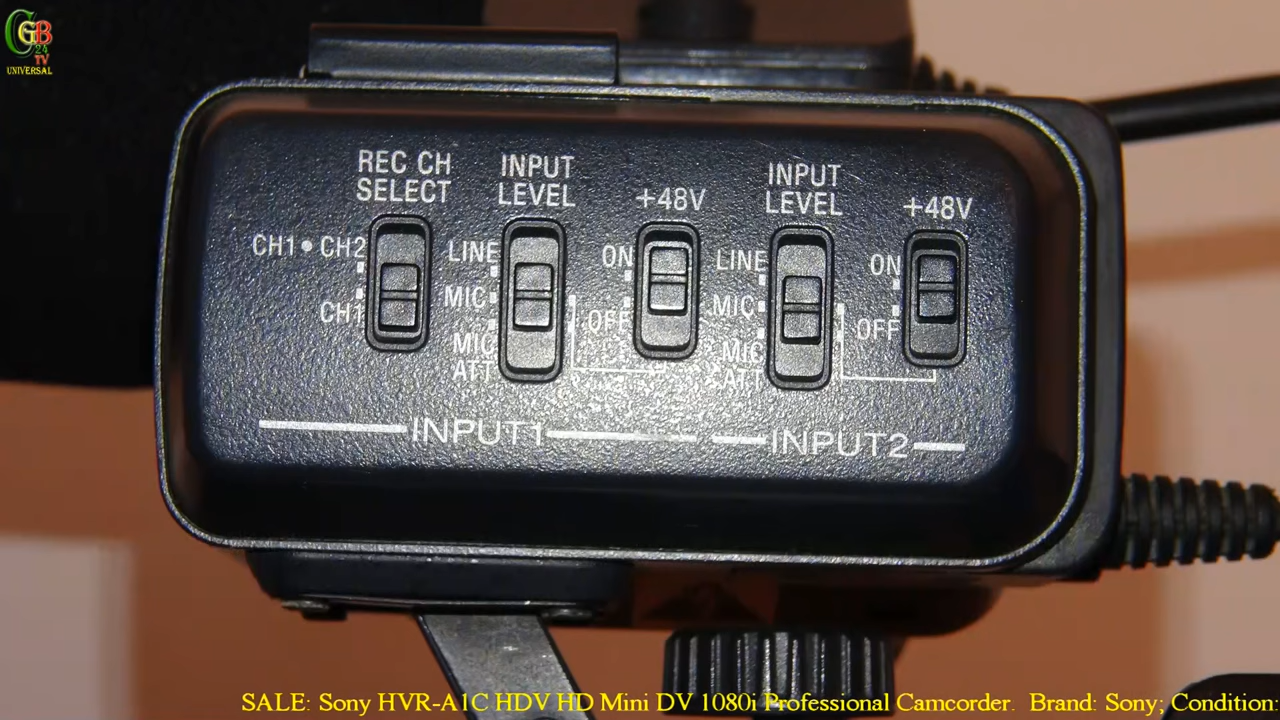 GGB
24
TV
UNIVERSAL
REC CH
SELECT
CH1•CH2
CH1
INPUT
LEVEL
LINE
MIC
MIC
ATT
+48V
ON
OFF
INPUT
LEVEL
LINE
MIC
MIC
ATT
+48V
ON
OFF
INPUT1
INPUT2
SALE: Sony HVR-A1C HDV HD Mini DV 1080i Professional Camcorder. Brand: Sony; Condition: